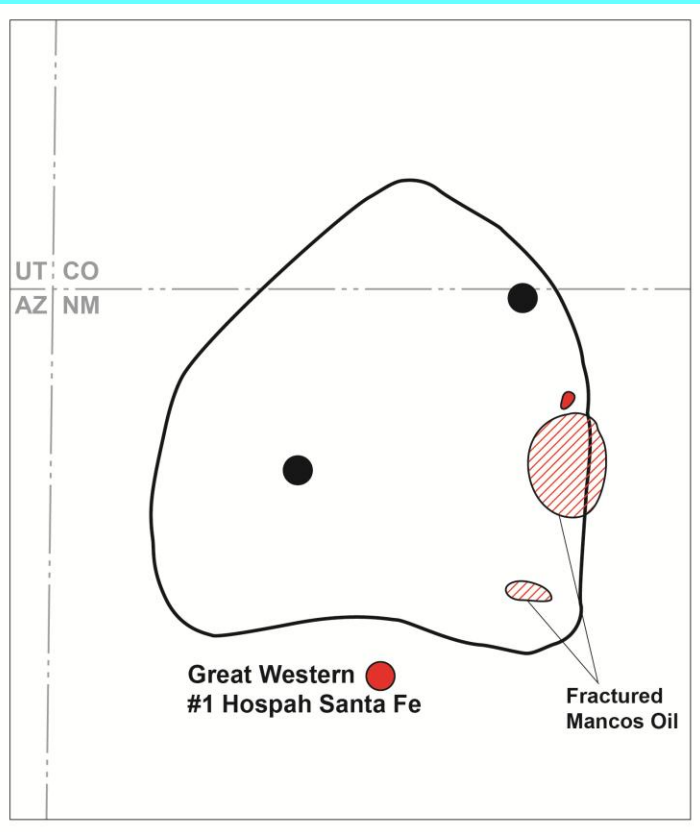 UT CO
AZ NM
Great Western
#1 Hospah Santa Fe
Fractured
Mancos Oil